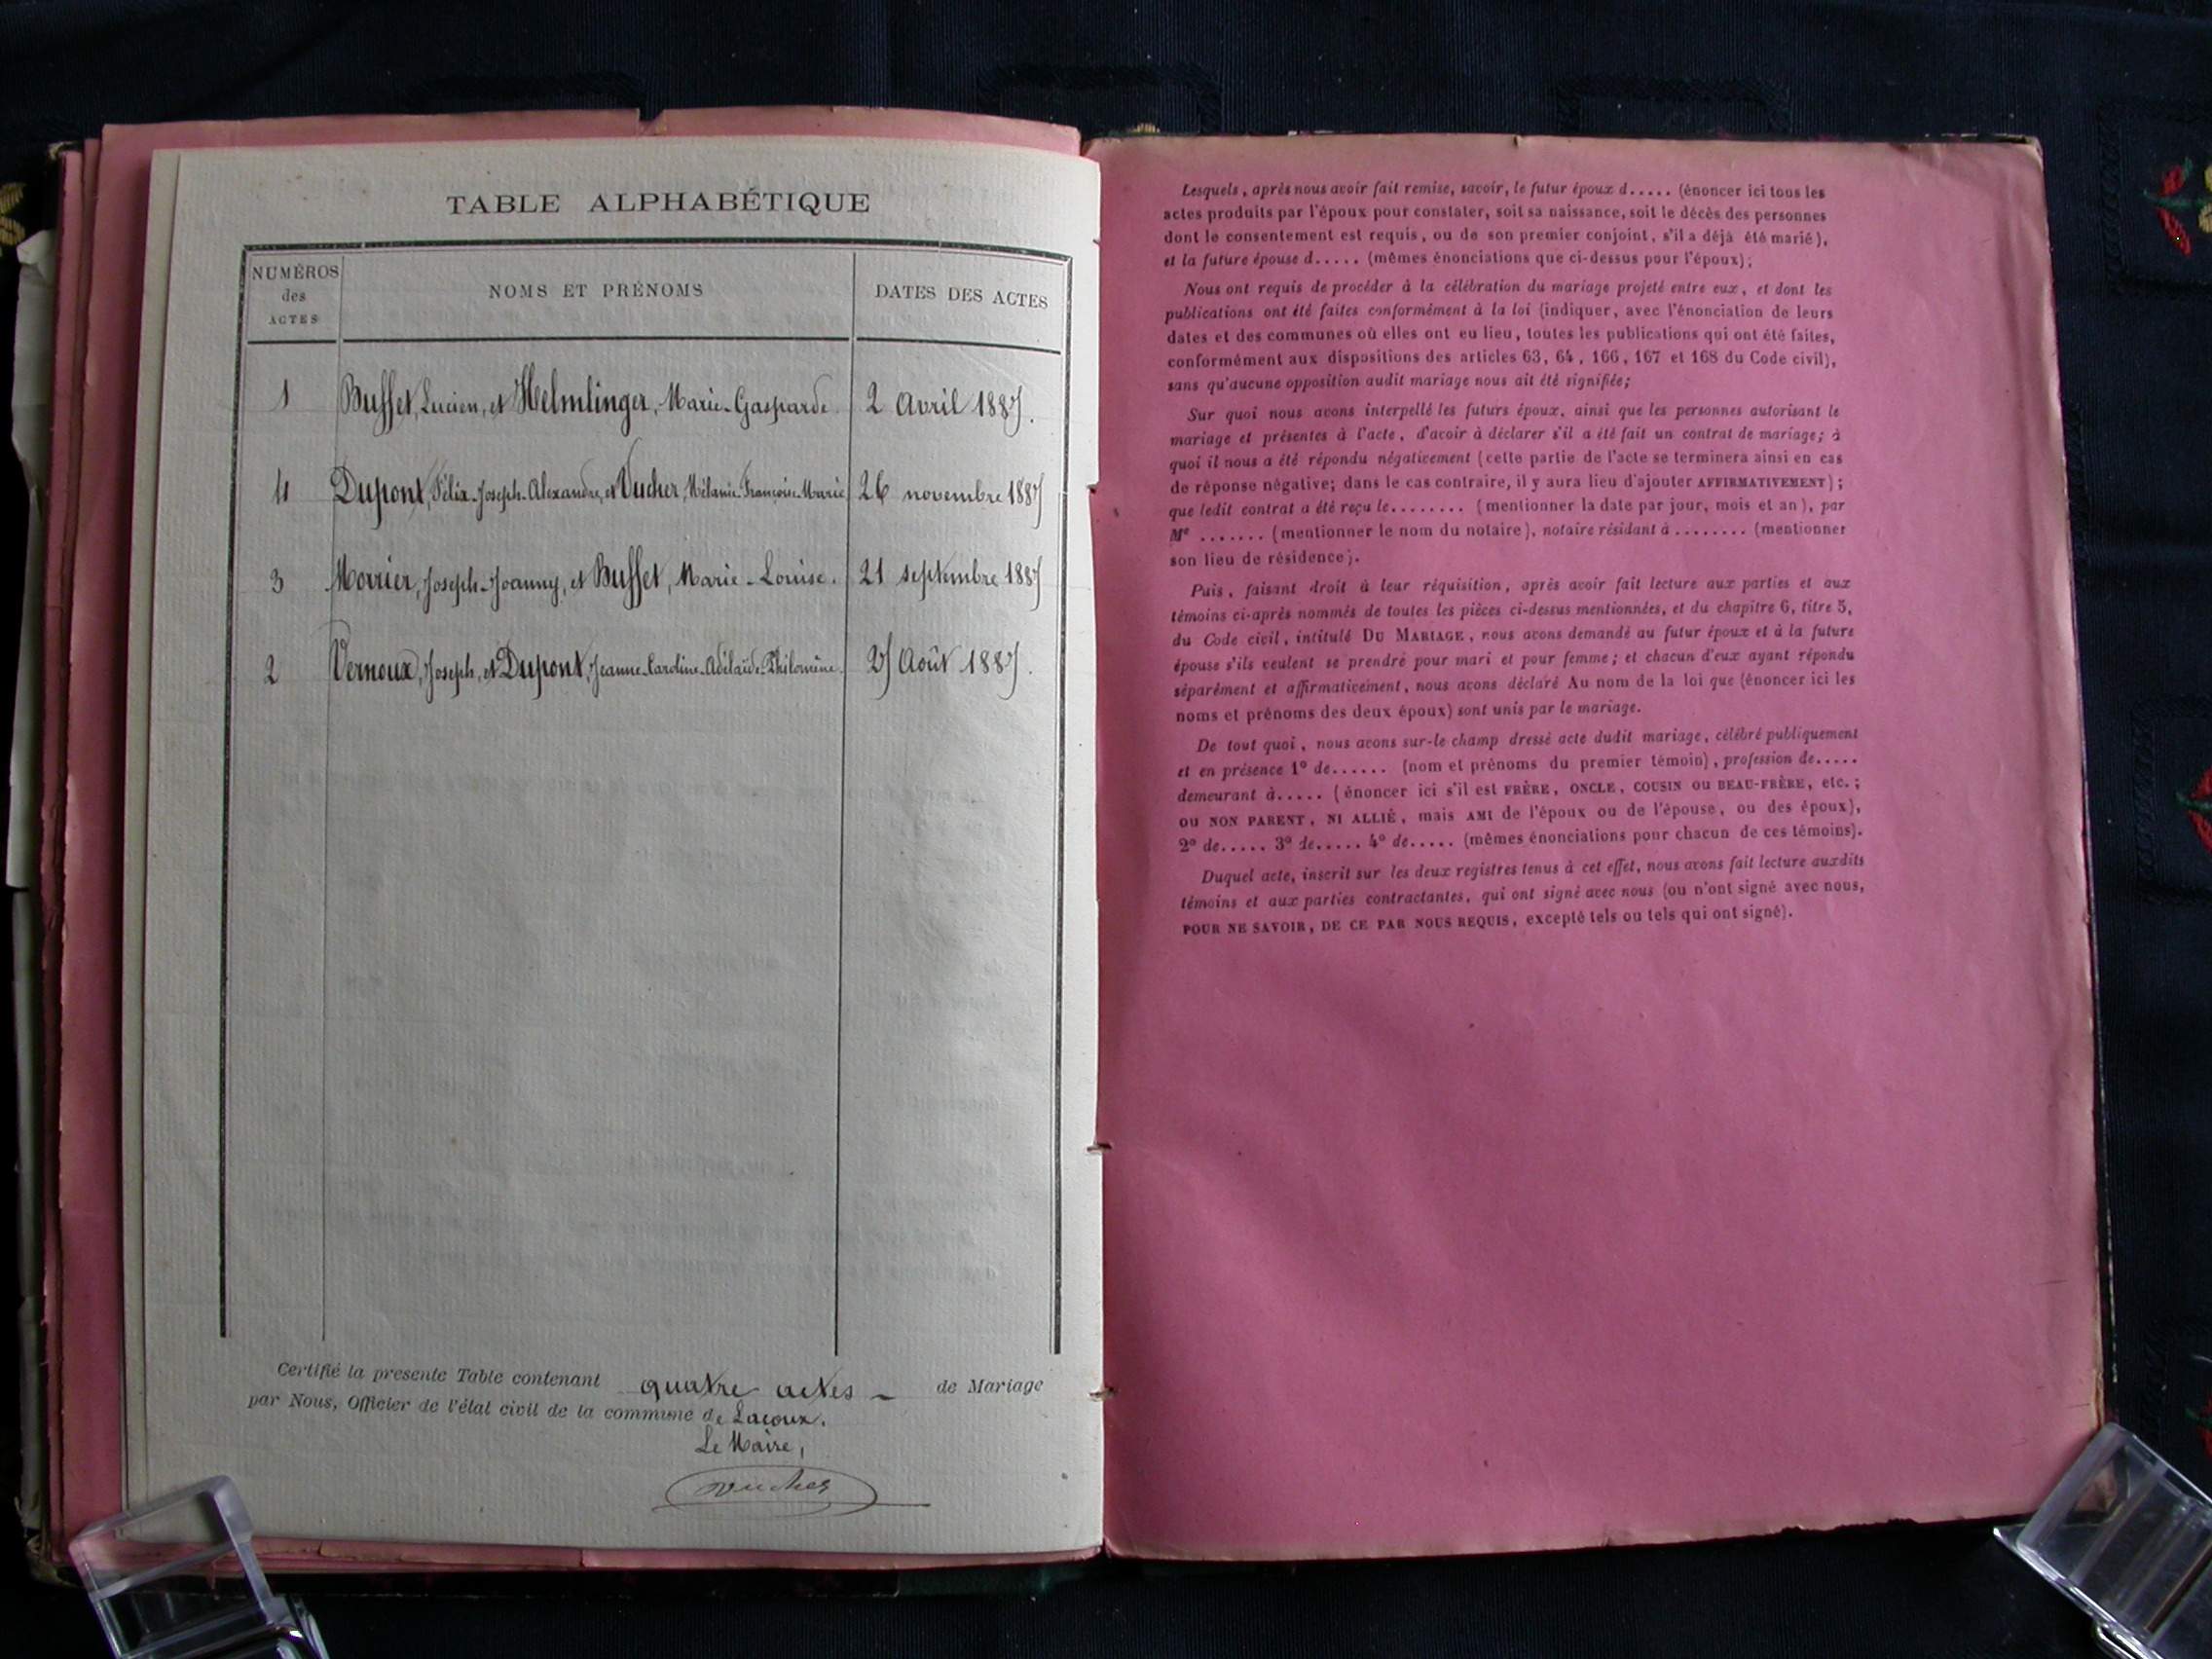 TABLE ALPHABÉTIQUE
NUMÉROS
des
ACTES
NOMS ET PRÉNOMS
DATES DES ACTES
1 Buffet, Lucien, et Helmlinger, Marie-Gasparde. 2 Avril 1887.
4 Dupont, Félix-Joseph-Alexandre, et Vucher, Mélanie-Françoise-Marie 26 novembre 1887
3 Morrier, Joseph-Joanny, et Buffet, Marie-Louise. 21 septembre 1887
2 Vernoux, Joseph, et Dupont, Jeanne-Caroline-Adélaïde-Philomène. 27 Août 1887.
Certifié la presente Table contenant quatre actes de Mariage
par Nous, Officier de l'état civil de la commune de Lacoux.
Le Maire,
Vucher
Lesquels, après nous avoir fait remise, savoir, le futur époux d..... (énoncer ici tous les
actes produits par l'époux pour constater, soit sa naissance, soit le décès des personnes
dont le consentement est requis, ou de son premier conjoint, s'il a déjà été marié),
et la future épouse d..... (mêmes énonciations que ci-dessus pour l'époux);
Nous ont requis de procéder à la célébration du mariage projeté entre eux, et dont les
publications ont été faites conformément à la loi (indiquer, avec l'énonciation de leurs
dates et des communes où elles ont eu lieu, toutes les publications qui ont été faites,
conformément aux dispositions des articles 63, 64, 166, 167 et 168 du Code civil),
sans qu'aucune opposition audit mariage nous ait été signifiée;
Sur quoi nous avons interpellé les futurs époux, ainsi que les personnes autorisant le
mariage et présentes à l'acte, d'avoir à déclarer s'il a été fait un contrat de mariage; à
quoi il nous a été répondu négativement (cette partie de l'acte se terminera ainsi en cas
de réponse négative; dans le cas contraire, il y aura lieu d'ajouter AFFIRMATIVEMENT);
que ledit contrat a été reçu le........ (mentionner la date par jour, mois et an), par
Me ....... (mentionner le nom du notaire), notaire résidant à ........ (mentionner
son lieu de résidence).
Puis, faisant droit à leur réquisition, après avoir fait lecture aux parties et aux
témoins ci-après nommés de toutes les pièces ci-dessus mentionnées, et du chapitre 6, titre 5,
du Code civil, intitulé DU MARIAGE, nous avons demandé au futur époux et à la future
épouse s'ils veulent se prendre pour mari et pour femme; et chacun d'eux ayant répondu
séparément et affirmativement, nous avons déclaré Au nom de la loi que (énoncer ici les
noms et prénoms des deux époux) sont unis par le mariage.
De tout quoi, nous avons sur-le champ dressé acte dudit mariage, célébré publiquement
et en présence 1° de...... (nom et prénoms du premier témoin), profession de.....
demeurant à..... (énoncer ici s'il est FRÈRE, ONCLE, COUSIN OU BEAU-FRÈRE, etc.;
OU NON PARENT, NI ALLIÉ, mais AMI de l'époux ou de l'épouse, ou des époux),
2° de..... 3° de..... 4° de..... (mêmes énonciations pour chacun de ces témoins).
Duquel acte, inscrit sur les deux registres tenus à cet effet, nous avons fait lecture auxdits
témoins et aux parties contractantes, qui ont signé avec nous (ou n'ont signé avec nous,
POUR NE SAVOIR, DE CE PAR NOUS REQUIS, excepté tels ou tels qui ont signé).